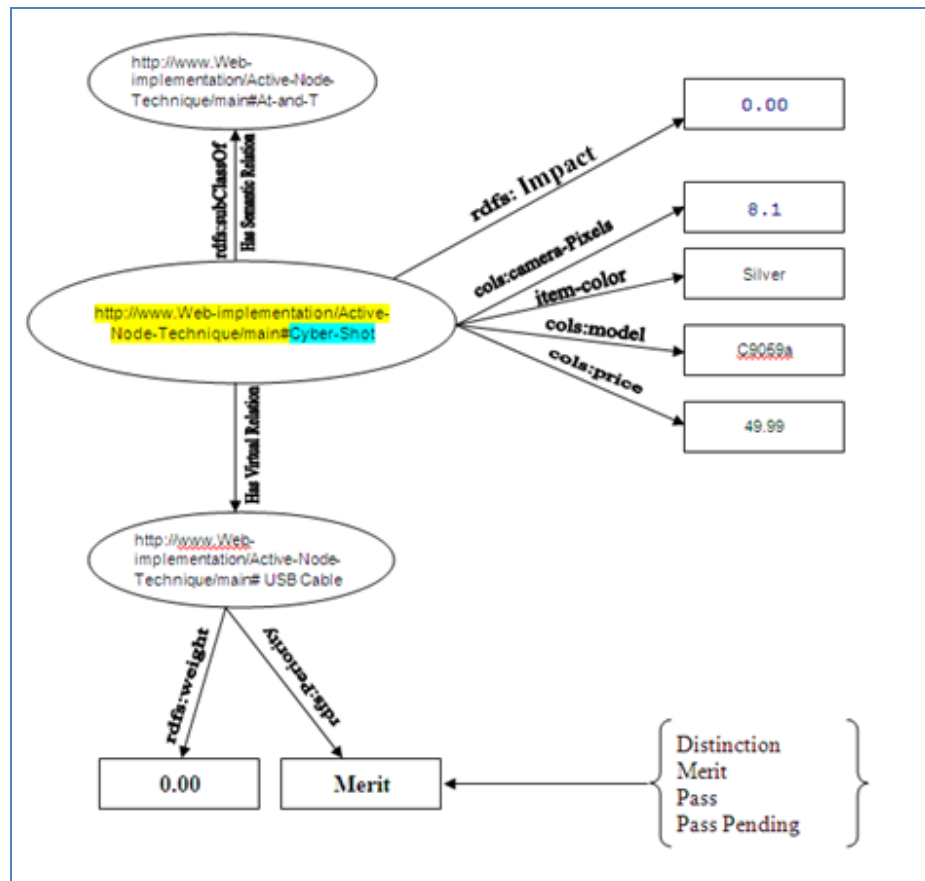 http://www.Web-
implementation/Active-Node-
Technique/main#At-and-T
rdfs:subClassOf
Has Semantic Relation
rdfs: Impact
0.00
cols:camera-Pixels
8.1
item-color
Silver
http://www.Web-implementation/Active-
Node-Technique/main#Cyber-Shot
cols:model
C9059a
cols:price
49.99
Has Virtual Relation
http://www.Web-
implementation/Active-Node-
Technique/main# USB Cable
rdfs:weight
rdfs:Periority
0.00
Merit
Distinction
Merit
Pass
Pass Pending